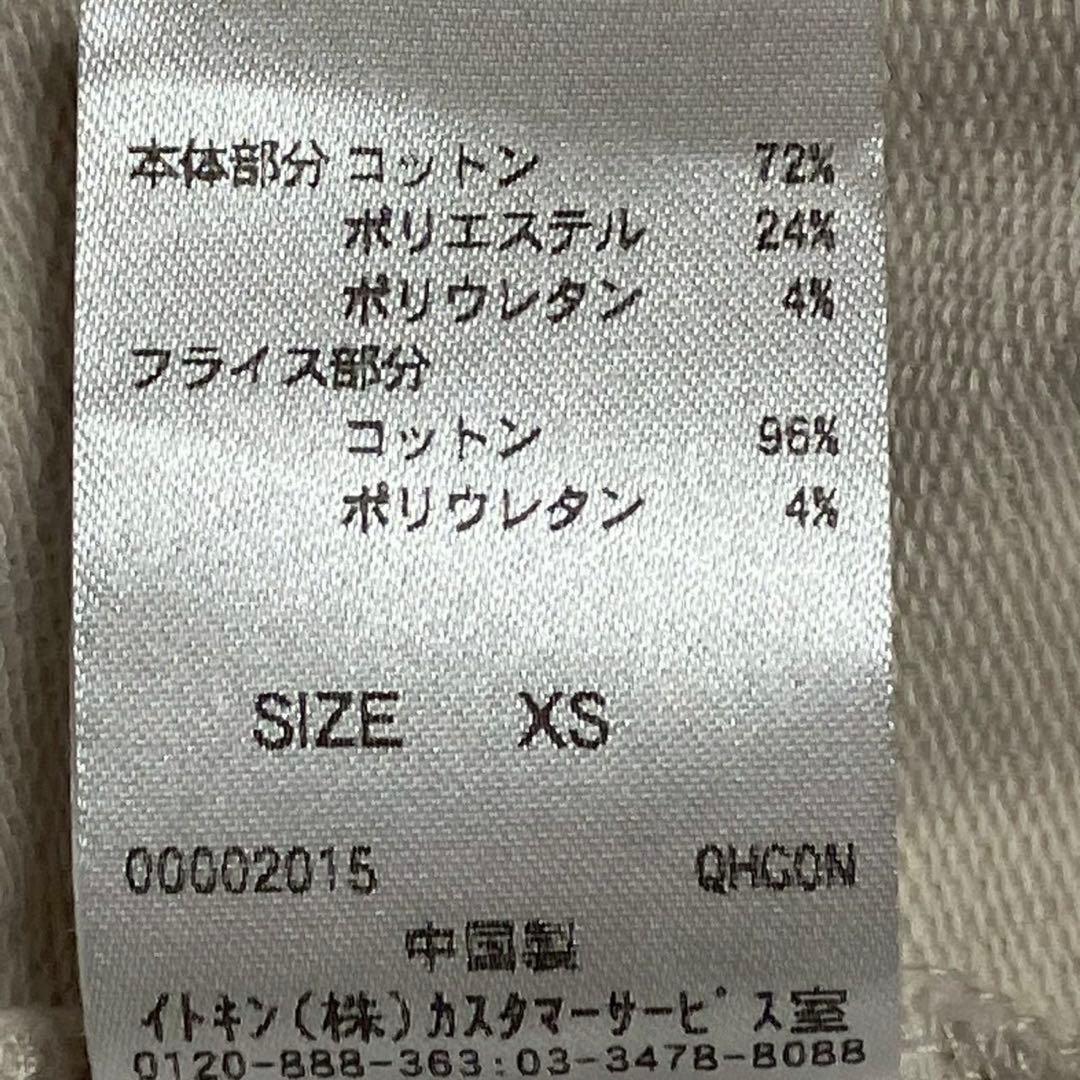 本体部分 コットン 72%
ポリエステル 24%
ポリウレタン 4%
フライス部分
コットン 96%
ポリウレタン 4%
SIZE XS
00002015 QHG0N
中国製
イトキン(株)カスタマーサービス室
0120-888-363:03-3478-8088